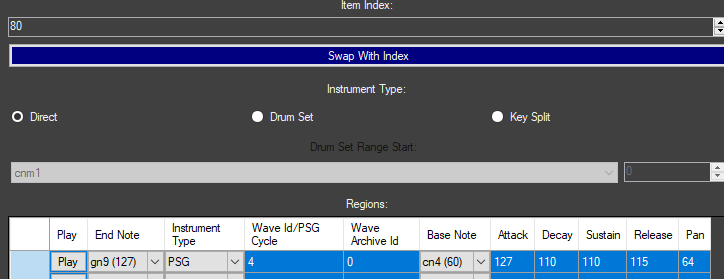 Item Index:
80
Swap With Index
Instrument Type:
Direct Drum Set Key Split
Drum Set Range Start:
cnm1 0
Regions:
Play End Note Instrument Type Wave Id/PSG Cycle Wave Archive Id Base Note Attack Decay Sustain Release Pan
Play gn9 (127) PSG 4 0 cn4 (60) 127 110 110 115 64